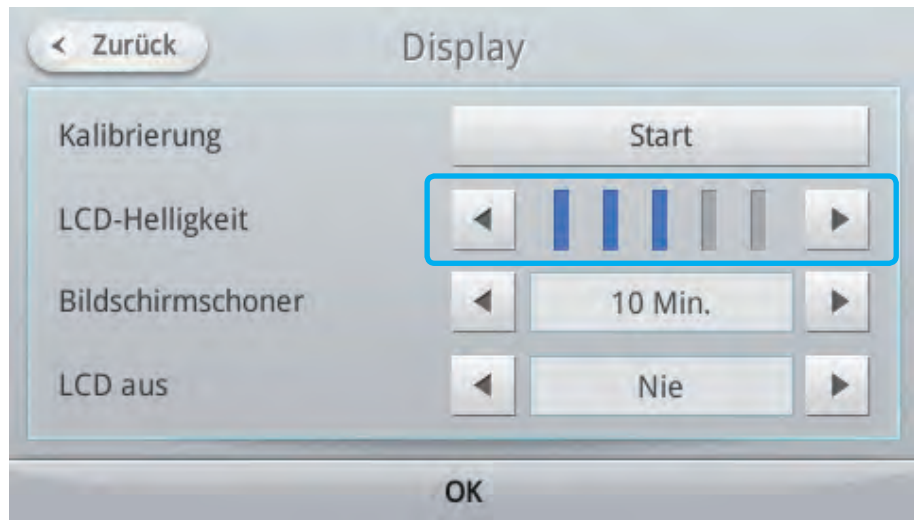 Zurück
Display
Kalibrierung
Start
LCD-Helligkeit
Bildschirmschoner
10 Min.
LCD aus
Nie
OK